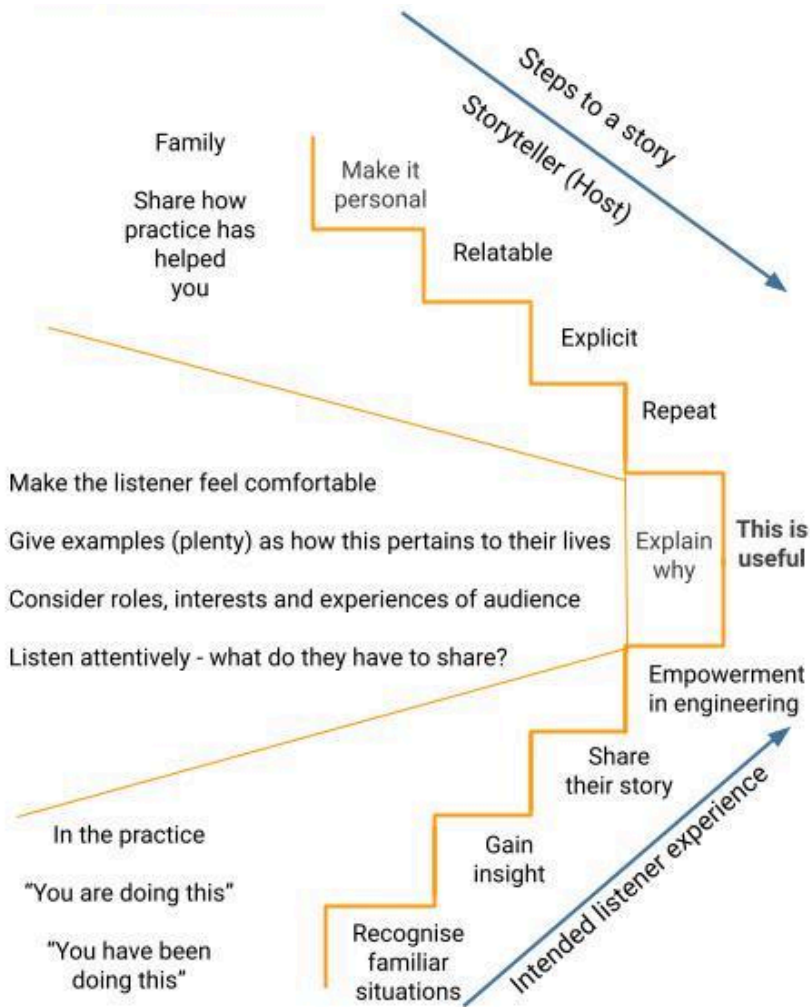 Steps to a story
Storyteller (Host)
Family
Share how
practice has
helped
you
Make it
personal
Relatable
Explicit
Repeat
Make the listener feel comfortable
Give examples (plenty) as how this pertains to their lives
Consider roles, interests and experiences of audience
Listen attentively - what do they have to share?
Explain
why
This is
useful
Empowerment
in engineering
Share
their story
Gain
insight
Recognise
familiar
situations
Intended listener experience
In the practice
“You are doing this”
“You have been
doing this”